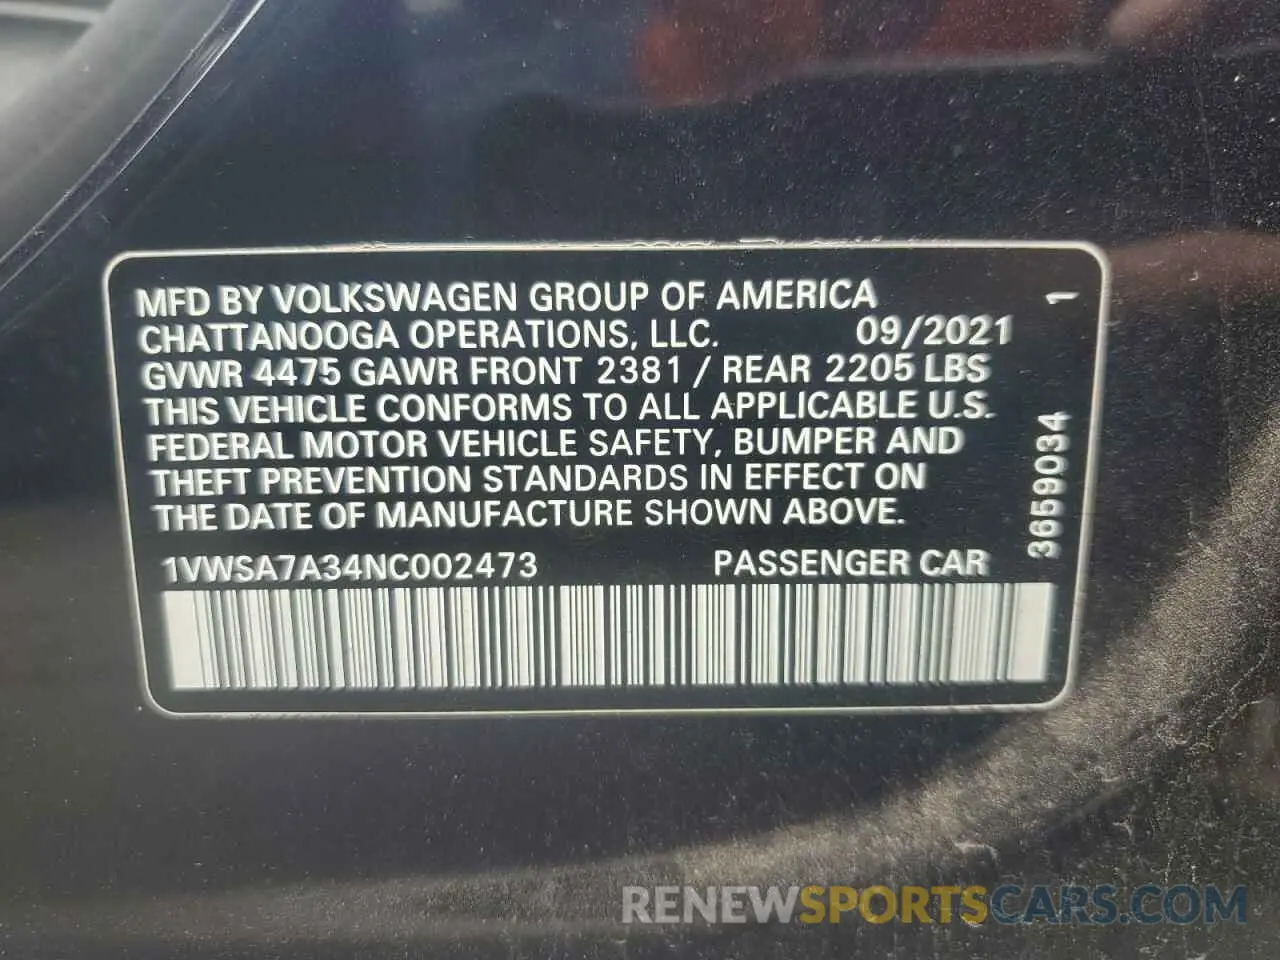 MFD BY VOLKSWAGEN GROUP OF AMERICA
CHATTANOOGA OPERATIONS, LLC. 09/2021
GVWR 4475 GAWR FRONT 2381 / REAR 2205 LBS
THIS VEHICLE CONFORMS TO ALL APPLICABLE U.S.
FEDERAL MOTOR VEHICLE SAFETY, BUMPER AND
THEFT PREVENTION STANDARDS IN EFFECT ON
THE DATE OF MANUFACTURE SHOWN ABOVE.
1VWSA7A34NC002473 PASSENGER CAR
3659034 1
RENEWSPORTSCARS.COM